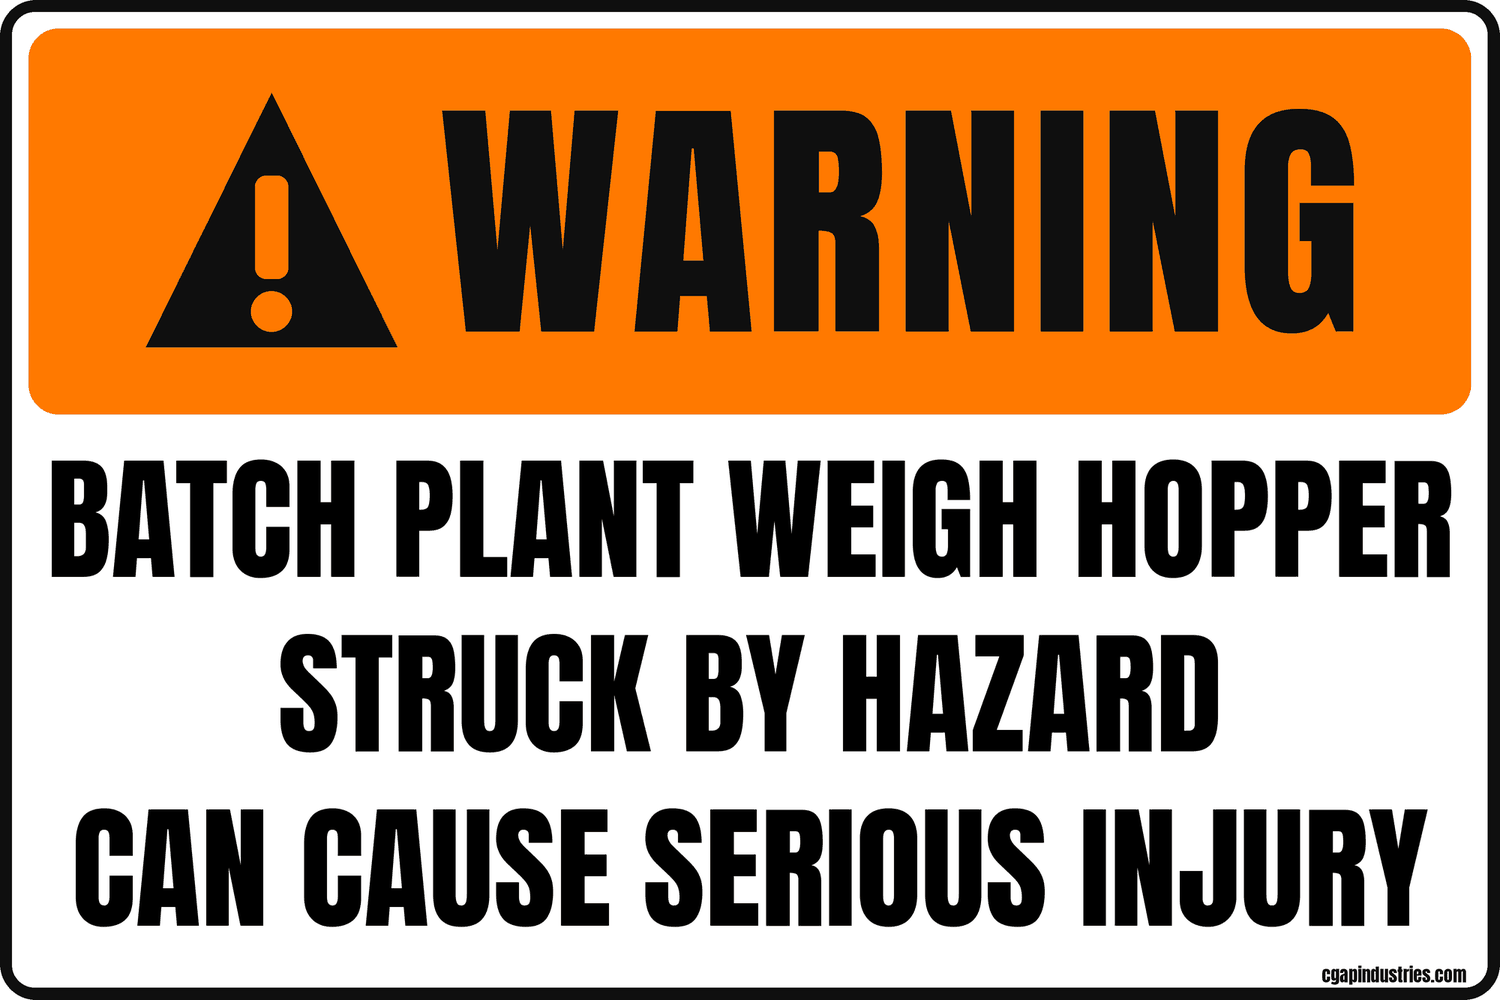 WARNING
BATCH PLANT WEIGH HOPPER
STRUCK BY HAZARD
CAN CAUSE SERIOUS INJURY
cgapindustries.com